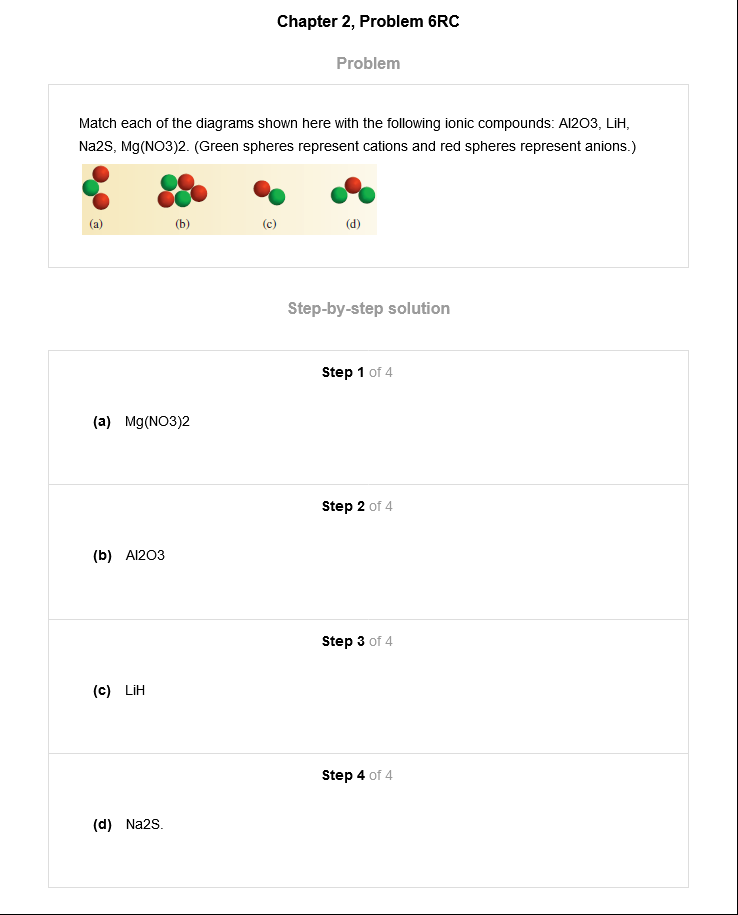 Chapter 2, Problem 6RC
Problem
Match each of the diagrams shown here with the following ionic compounds: Al2O3, LiH,
Na2S, Mg(NO3)2. (Green spheres represent cations and red spheres represent anions.)
(a) (b) (c) (d)
Step-by-step solution
Step 1 of 4
(a) Mg(NO3)2
Step 2 of 4
(b) Al2O3
Step 3 of 4
(c) LiH
Step 4 of 4
(d) Na2S.